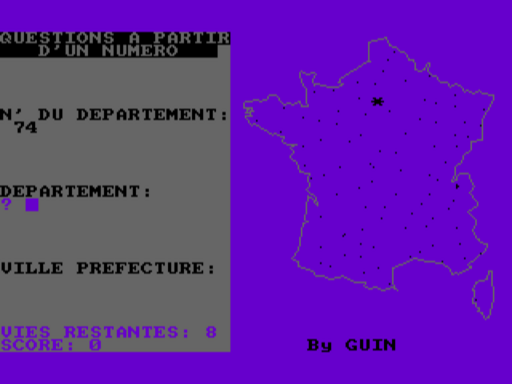 QUESTIONS A PARTIR
D'UN NUMERO
N' DU DEPARTEMENT:
74
DEPARTEMENT:
?
VILLE PREFECTURE:
VIES RESTANTES: 8
SCORE: 0
By GUIN